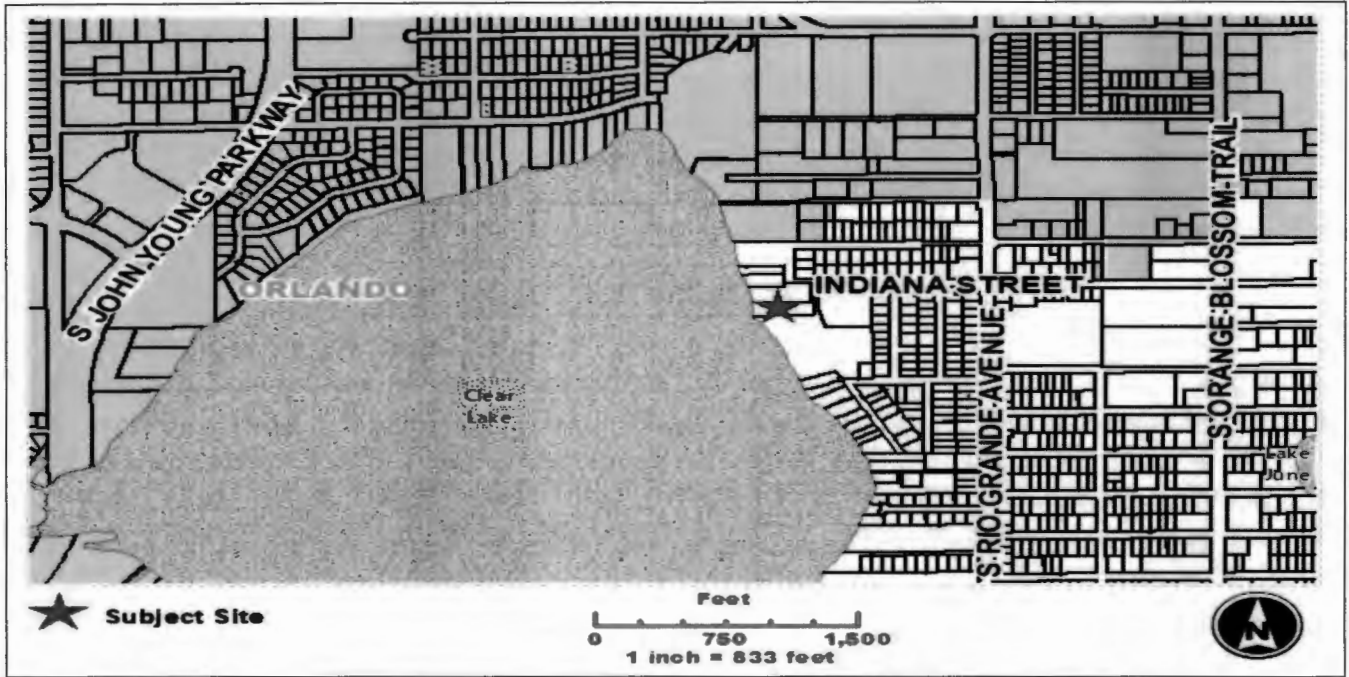 S JOHN YOUNG PARKWAY
ORLANDO
INDIANA STREET
S RIO GRANDE AVENUE
S ORANGE BLOSSOM TRAIL
Clear
Lake
Lake
June
Subject Site
Feet
0 750 1,500
1 inch = 833 feet
N